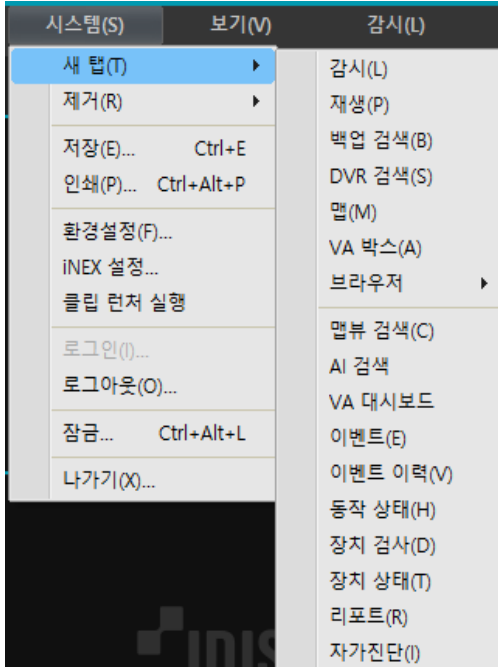 시스템(S) 보기(V) 감시(L)
새 탭(T)
제거(R)
저장(E)... Ctrl+E
인쇄(P)... Ctrl+Alt+P
환경설정(F)...
iNEX 설정...
클립 런처 실행
로그인(I)...
로그아웃(O)...
잠금... Ctrl+Alt+L
나가기(X)...
감시(L)
재생(P)
백업 검색(B)
DVR 검색(S)
맵(M)
VA 박스(A)
브라우저
맵뷰 검색(C)
AI 검색
VA 대시보드
이벤트(E)
이벤트 이력(V)
동작 상태(H)
장치 검사(D)
장치 상태(T)
리포트(R)
자가진단(I)